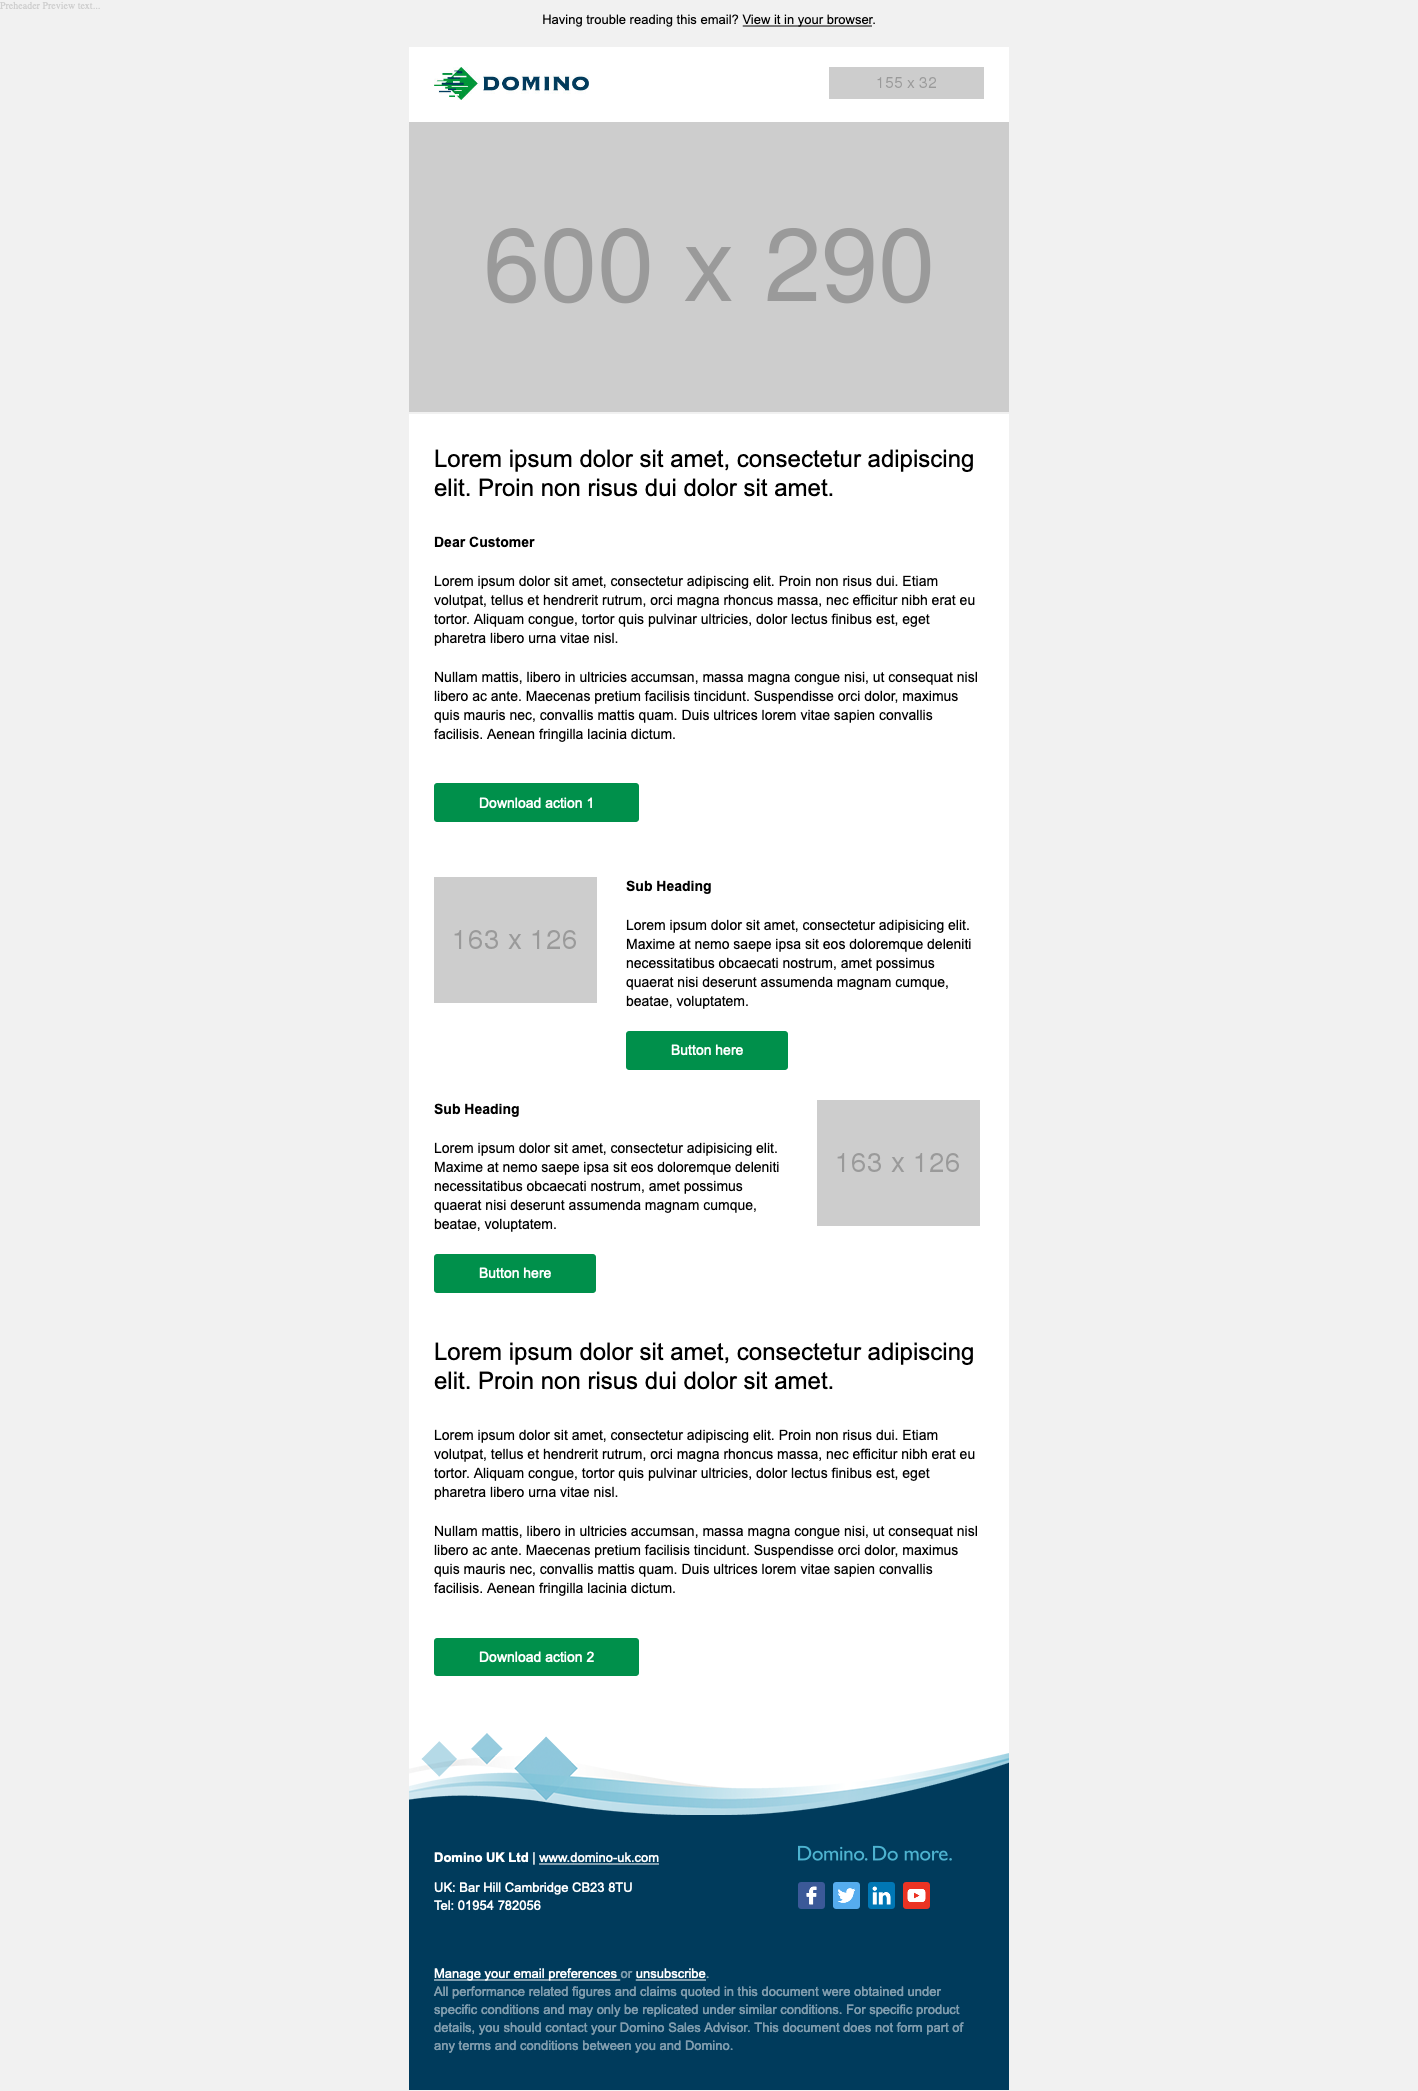 Preheader Preview text...
Having trouble reading this email? View it in your browser.
DOMINO
155 x 32
600 x 290
Lorem ipsum dolor sit amet, consectetur adipiscing
elit. Proin non risus dui dolor sit amet.
Dear Customer
Lorem ipsum dolor sit amet, consectetur adipiscing elit. Proin non risus dui. Etiam
volutpat, tellus et hendrerit rutrum, orci magna rhoncus massa, nec efficitur nibh erat eu
tortor. Aliquam congue, tortor quis pulvinar ultricies, dolor lectus finibus est, eget
pharetra libero urna vitae nisl.
Nullam mattis, libero in ultricies accumsan, massa magna congue nisi, ut consequat nisl
libero ac ante. Maecenas pretium facilisis tincidunt. Suspendisse orci dolor, maximus
quis mauris nec, convallis mattis quam. Duis ultrices lorem vitae sapien convallis
facilisis. Aenean fringilla lacinia dictum.
Download action 1
163 x 126
Sub Heading
Lorem ipsum dolor sit amet, consectetur adipisicing elit.
Maxime at nemo saepe ipsa sit eos doloremque deleniti
necessitatibus obcaecati nostrum, amet possimus
quaerat nisi deserunt assumenda magnam cumque,
beatae, voluptatem.
Button here
Sub Heading
Lorem ipsum dolor sit amet, consectetur adipisicing elit.
Maxime at nemo saepe ipsa sit eos doloremque deleniti
necessitatibus obcaecati nostrum, amet possimus
quaerat nisi deserunt assumenda magnam cumque,
beatae, voluptatem.
163 x 126
Button here
Lorem ipsum dolor sit amet, consectetur adipiscing
elit. Proin non risus dui dolor sit amet.
Lorem ipsum dolor sit amet, consectetur adipiscing elit. Proin non risus dui. Etiam
volutpat, tellus et hendrerit rutrum, orci magna rhoncus massa, nec efficitur nibh erat eu
tortor. Aliquam congue, tortor quis pulvinar ultricies, dolor lectus finibus est, eget
pharetra libero urna vitae nisl.
Nullam mattis, libero in ultricies accumsan, massa magna congue nisi, ut consequat nisl
libero ac ante. Maecenas pretium facilisis tincidunt. Suspendisse orci dolor, maximus
quis mauris nec, convallis mattis quam. Duis ultrices lorem vitae sapien convallis
facilisis. Aenean fringilla lacinia dictum.
Download action 2
Domino UK Ltd | www.domino-uk.com
UK: Bar Hill Cambridge CB23 8TU
Tel: 01954 782056
Domino. Do more.
Manage your email preferences or unsubscribe.
All performance related figures and claims quoted in this document were obtained under
specific conditions and may only be replicated under similar conditions. For specific product
details, you should contact your Domino Sales Advisor. This document does not form part of
any terms and conditions between you and Domino.